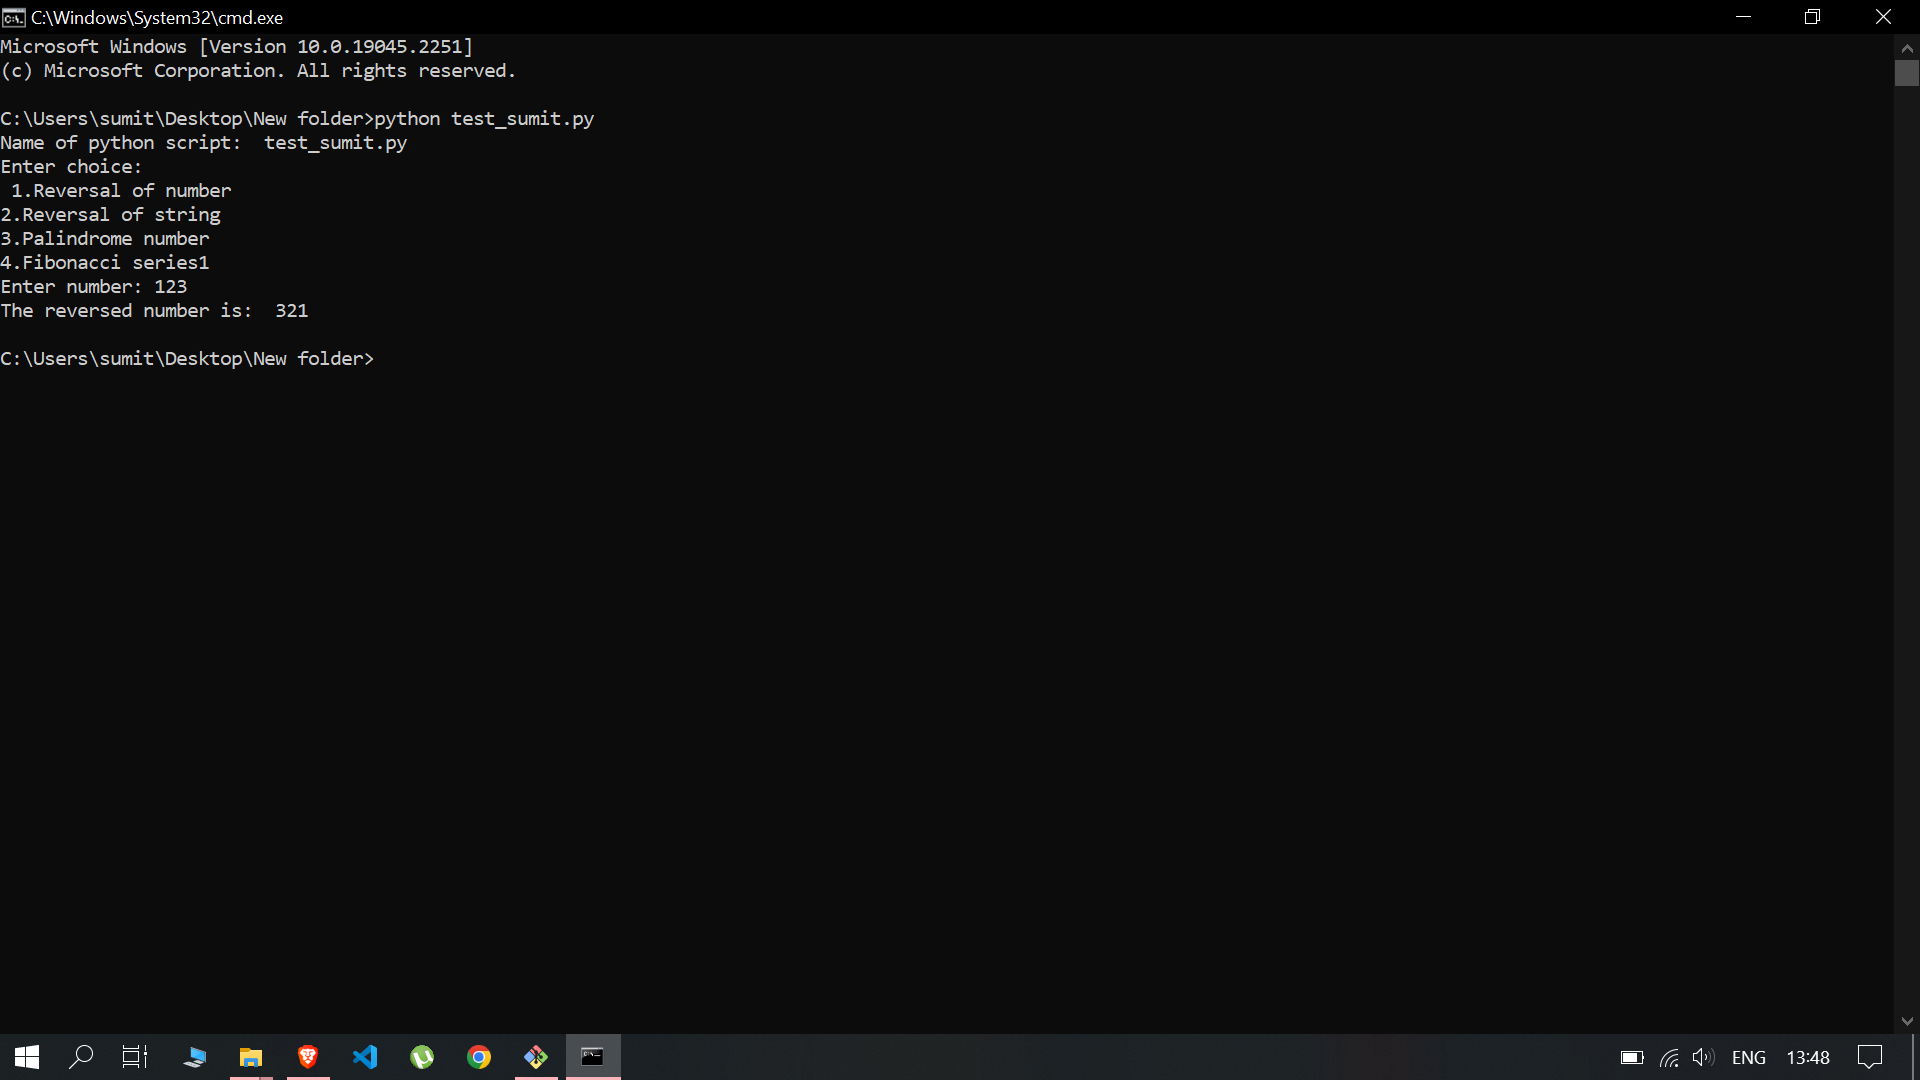 C:\Windows\System32\cmd.exe
Microsoft Windows [Version 10.0.19045.2251]
(c) Microsoft Corporation. All rights reserved.
C:\Users\sumit\Desktop\New folder>python test_sumit.py
Name of python script:  test_sumit.py
Enter choice:
 1.Reversal of number
2.Reversal of string
3.Palindrome number
4.Fibonacci series1
Enter number: 123
The reversed number is:  321
C:\Users\sumit\Desktop\New folder>
ENG 13:48